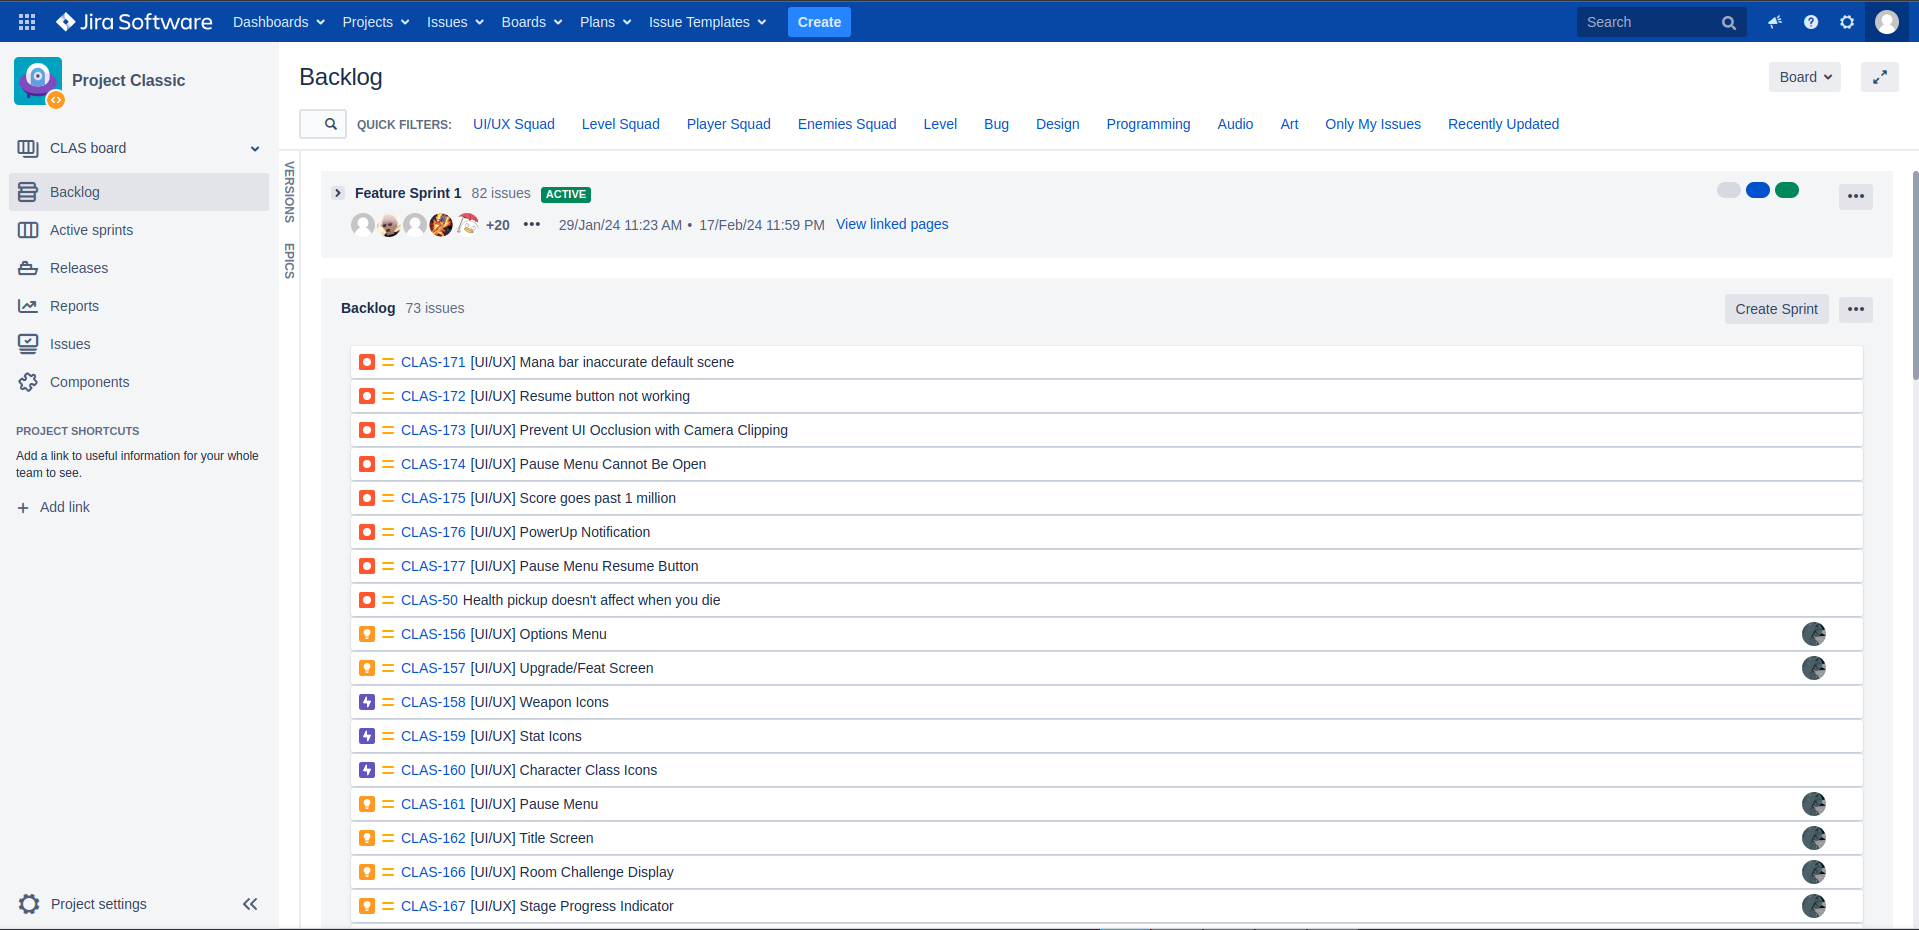 Jira Software Dashboards Projects Issues Boards Plans Issue Templates Create Search
Project Classic
CLAS board
Backlog
Active sprints
Releases
Reports
Issues
Components
PROJECT SHORTCUTS
Add a link to useful information for your whole
team to see.
+ Add link
Project settings
Backlog
Board
QUICK FILTERS: UI/UX Squad Level Squad Player Squad Enemies Squad Level Bug Design Programming Audio Art Only My Issues Recently Updated
VERSIONS
EPICS
Feature Sprint 1 82 issues ACTIVE
+20 ••• 29/Jan/24 11:23 AM • 17/Feb/24 11:59 PM View linked pages
Backlog 73 issues
Create Sprint
CLAS-171 [UI/UX] Mana bar inaccurate default scene
CLAS-172 [UI/UX] Resume button not working
CLAS-173 [UI/UX] Prevent UI Occlusion with Camera Clipping
CLAS-174 [UI/UX] Pause Menu Cannot Be Open
CLAS-175 [UI/UX] Score goes past 1 million
CLAS-176 [UI/UX] PowerUp Notification
CLAS-177 [UI/UX] Pause Menu Resume Button
CLAS-50 Health pickup doesn't affect when you die
CLAS-156 [UI/UX] Options Menu
CLAS-157 [UI/UX] Upgrade/Feat Screen
CLAS-158 [UI/UX] Weapon Icons
CLAS-159 [UI/UX] Stat Icons
CLAS-160 [UI/UX] Character Class Icons
CLAS-161 [UI/UX] Pause Menu
CLAS-162 [UI/UX] Title Screen
CLAS-166 [UI/UX] Room Challenge Display
CLAS-167 [UI/UX] Stage Progress Indicator